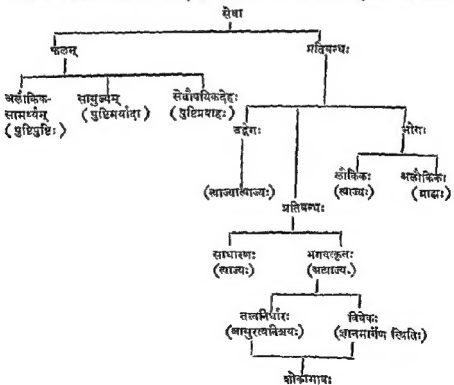 सेवा
फलम्
प्रतिबन्धः
अलौकिक-
सामर्थ्यम्
(पुष्टिपुष्टिः)
सायुज्यम्
(पुष्टिमर्यादा)
सेवौपयिकदेहः
(पुष्टिप्रवाहः)
उद्वेगः
(त्याज्यात्याज्यः)
भोगः
लौकिकः
(त्याज्यः)
अलौकिकः
(ग्राह्यः)
प्रतिबन्धः
साधारणः
(त्याज्यः)
भगवत्कृतः
(अत्याज्यः)
तत्त्वनिर्धारः
(आसुरत्वनिश्चयः)
विवेकः
(ज्ञानमार्गेण स्थितिः)
शोकाभावः